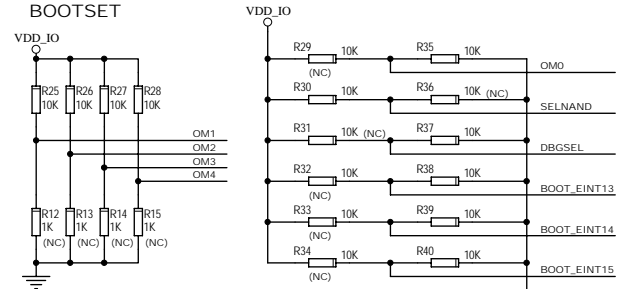 BOOTSET
VDD_IO
R25 R26 R27 R28
10K 10K 10K 10K
OM1
OM2
OM3
OM4
R12 R13 R14 R15
1K 1K 1K 1K
(NC) (NC) (NC) (NC)
VDD_IO
R29 10K R35 10K
(NC)
OM0
R30 10K R36 10K (NC)
SELNAND
R31 10K (NC) R37 10K
DBGSEL
R32 10K R38 10K
(NC)
BOOT_EINT13
R33 10K R39 10K
(NC)
BOOT_EINT14
R34 10K R40 10K
(NC)
BOOT_EINT15